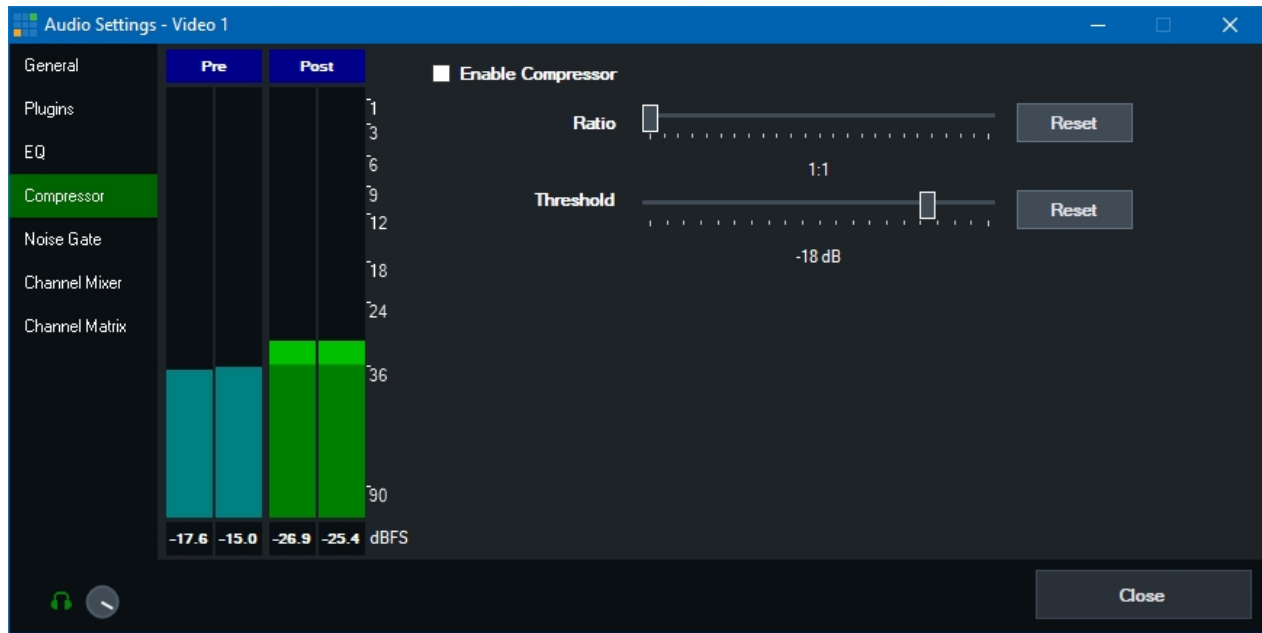 Audio Settings - Video 1
General
Plugins
EQ
Compressor
Noise Gate
Channel Mixer
Channel Matrix
Pre Post
1
3
6
9
12
18
24
36
90
-17.6 -15.0 -26.9 -25.4 dBFS
Enable Compressor
Ratio Reset
1:1
Threshold Reset
-18 dB
Close